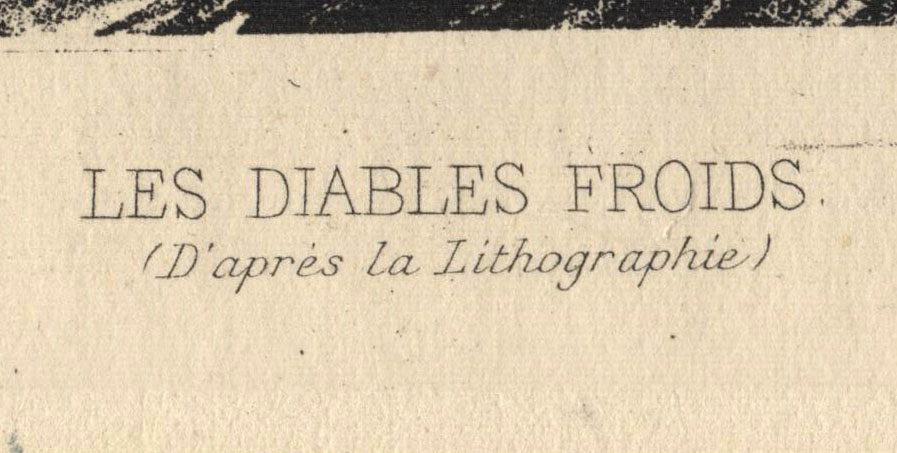 LES DIABLES FROIDS.
(D'après la Lithographie)